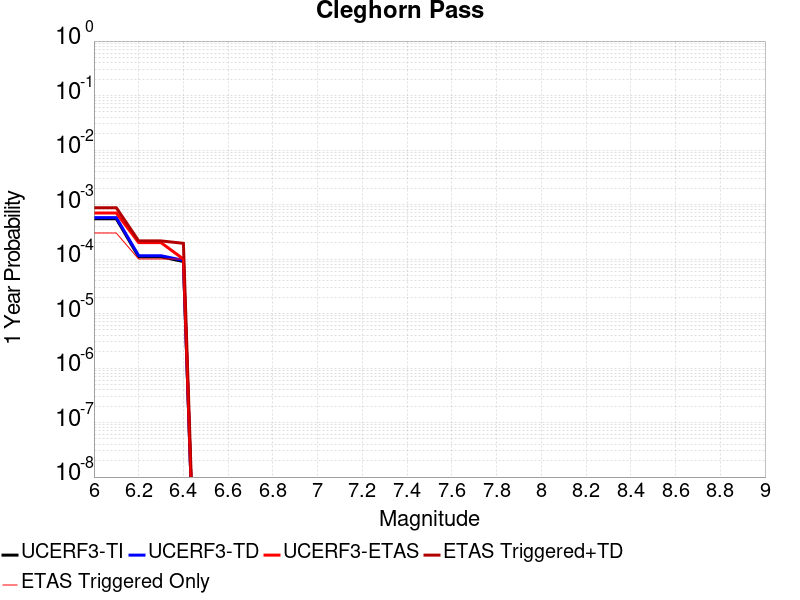 Cleghorn Pass
10^0
10^-1
10^-2
10^-3
10^-4
10^-5
10^-6
10^-7
10^-8
1 Year Probability
6 6.2 6.4 6.6 6.8 7 7.2 7.4 7.6 7.8 8 8.2 8.4 8.6 8.8 9
Magnitude
UCERF3-TI UCERF3-TD UCERF3-ETAS ETAS Triggered+TD
ETAS Triggered Only